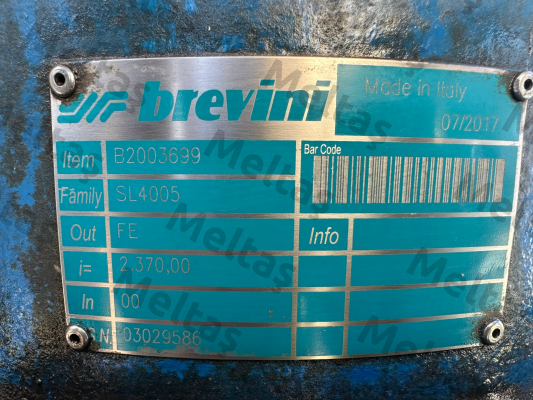 brevini
Made in Italy
07/2017
Item B2003699
Bar Code
Family SL4005
Out FE
Info
i= 2.370,00
In 00
S.N. 03029586
Meltas